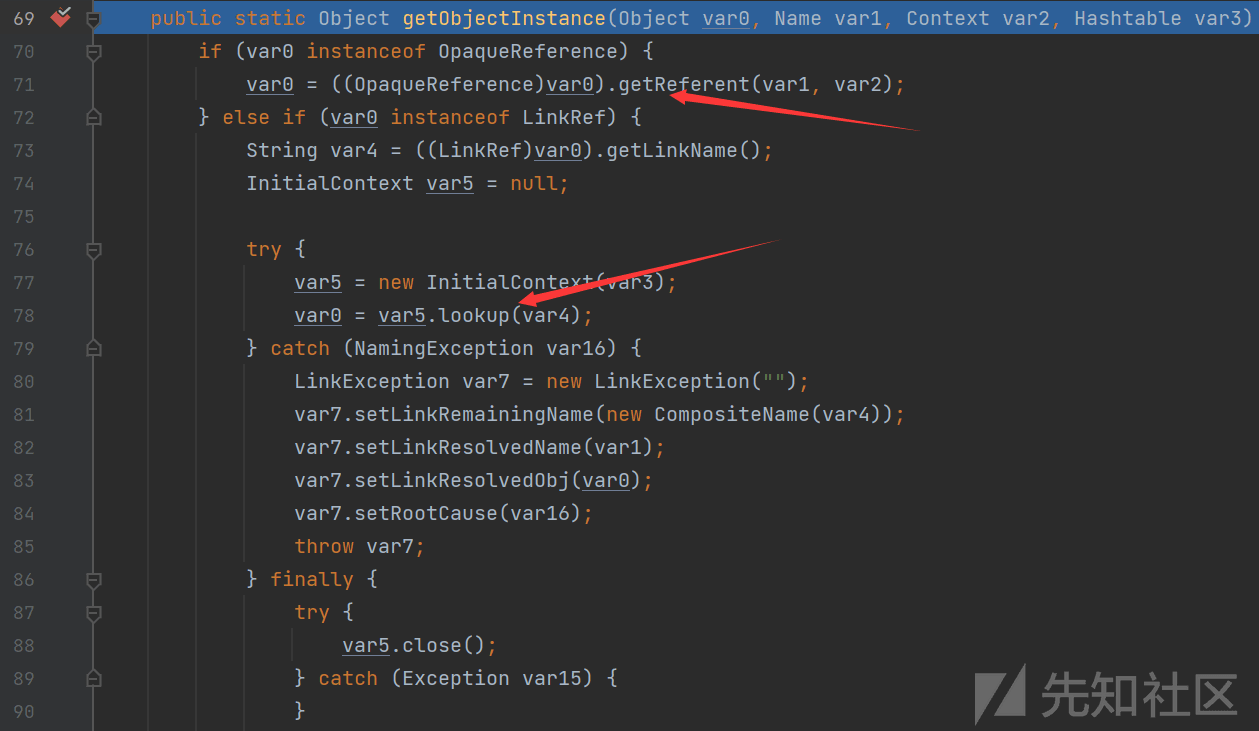 69 public static Object getObjectInstance(Object var0, Name var1, Context var2, Hashtable var3)
70 if (var0 instanceof OpaqueReference) {
71 var0 = ((OpaqueReference)var0).getReferent(var1, var2);
72 } else if (var0 instanceof LinkRef) {
73 String var4 = ((LinkRef)var0).getLinkName();
74 InitialContext var5 = null;
75
76 try {
77 var5 = new InitialContext(var3);
78 var0 = var5.lookup(var4);
79 } catch (NamingException var16) {
80 LinkException var7 = new LinkException("");
81 var7.setLinkRemainingName(new CompositeName(var4));
82 var7.setLinkResolvedName(var1);
83 var7.setLinkResolvedObj(var0);
84 var7.setRootCause(var16);
85 throw var7;
86 } finally {
87 try {
88 var5.close();
89 } catch (Exception var15) {
90 }
先知社区